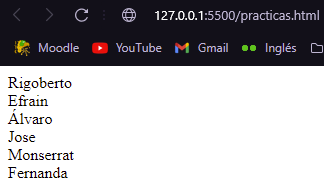 127.0.0.1:5500/practicas.html
Moodle YouTube Gmail Inglés
Rigoberto
Efrain
Álvaro
Jose
Monserrat
Fernanda